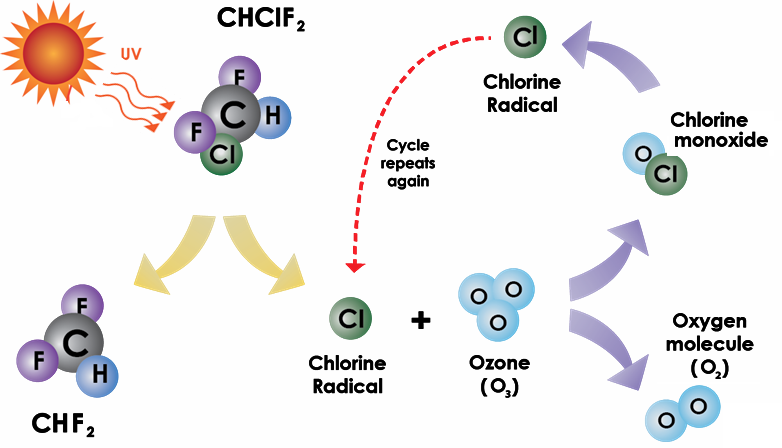 CHClF₂
UV
F
C
H
F
Cl
Cl
Chlorine
Radical
Chlorine
monoxide
O
Cl
Cycle
repeats
again
F
C
F
H
CHF₂
Cl
Chlorine
Radical
+
O
O
O
Ozone
(O₃)
Oxygen
molecule
(O₂)
O
O